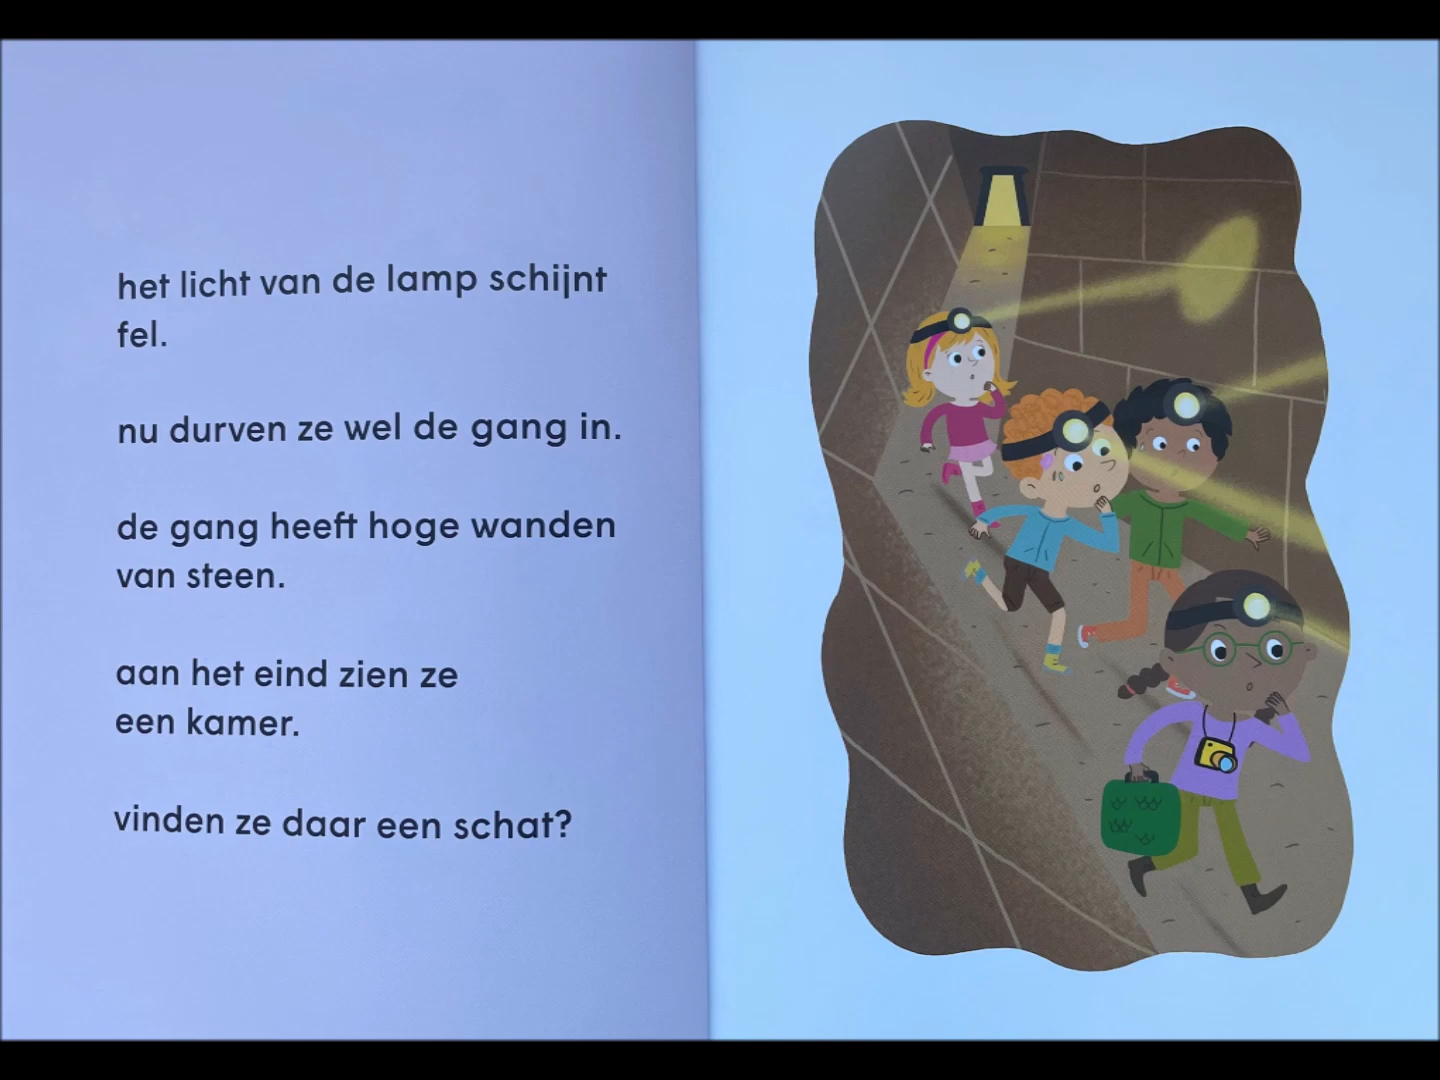 het licht van de lamp schijnt
fel.
nu durven ze wel de gang in.
de gang heeft hoge wanden
van steen.
aan het eind zien ze
een kamer.
vinden ze daar een schat?